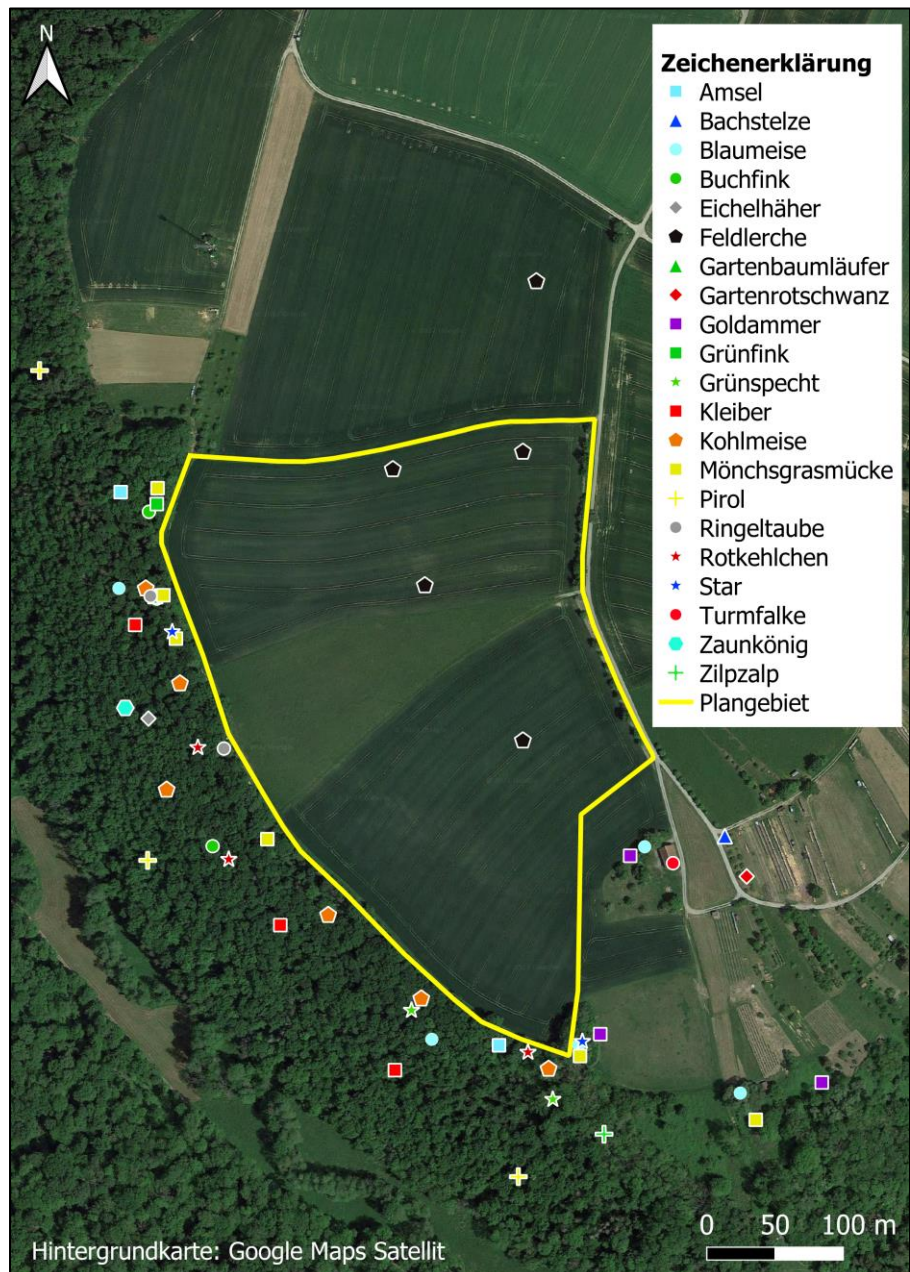 N
Zeichenerklärung
Amsel
Bachstelze
Blaumeise
Buchfink
Eichelhäher
Feldlerche
Gartenbaumläufer
Gartenrotschwanz
Goldammer
Grünfink
Grünspecht
Kleiber
Kohlmeise
Mönchsgrasmücke
Pirol
Ringeltaube
Rotkehlchen
Star
Turmfalke
Zaunkönig
Zilpzalp
Plangebiet
0 50 100 m
Hintergrundkarte: Google Maps Satellit